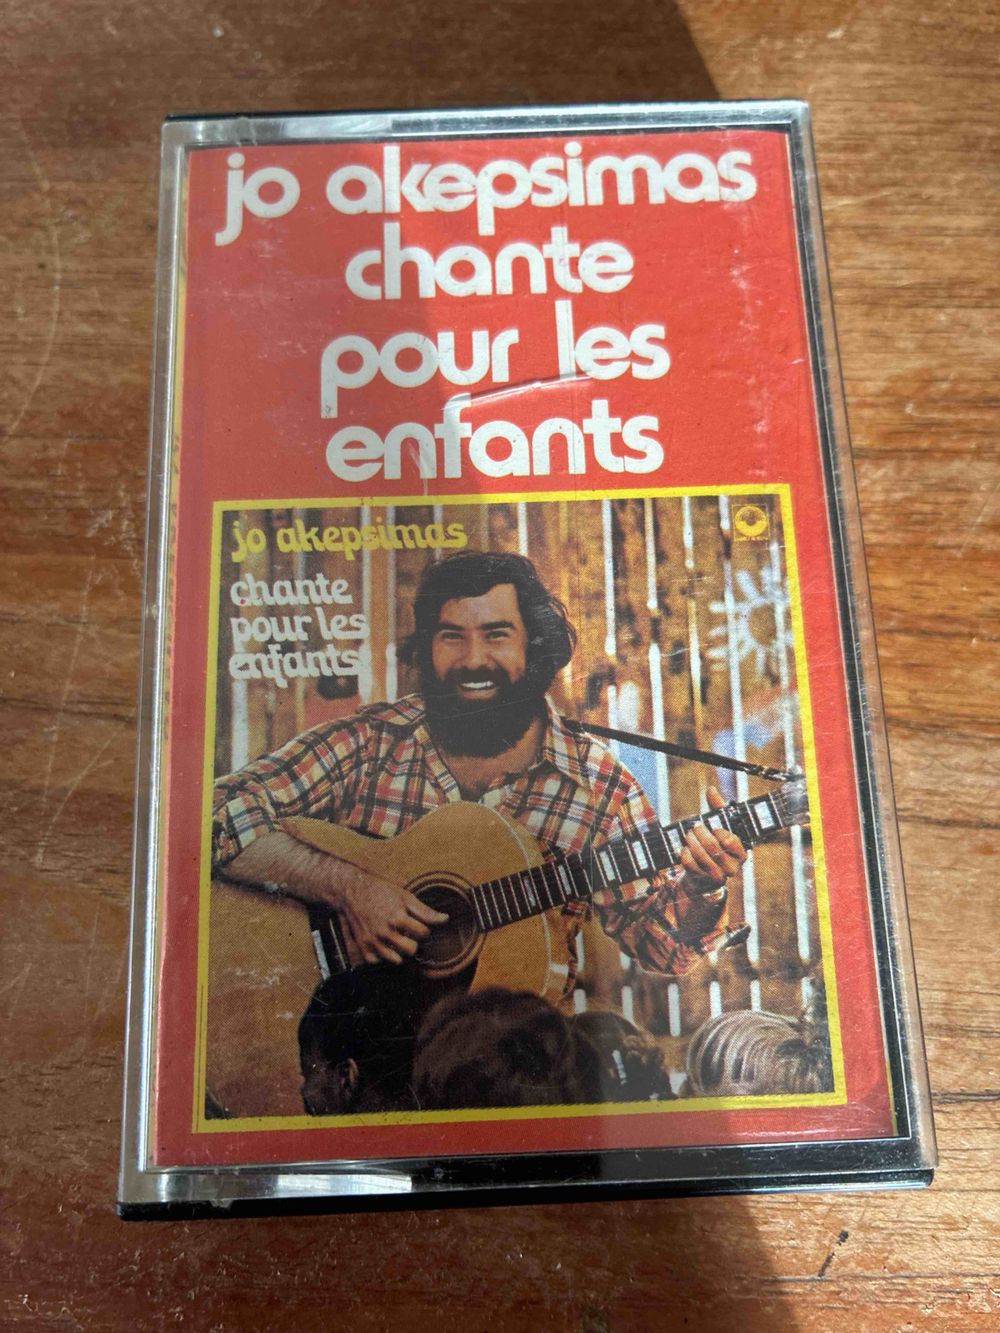 jo akepsimas
chante
pour les
enfants
jo akepsimas
chante
pour les
enfants